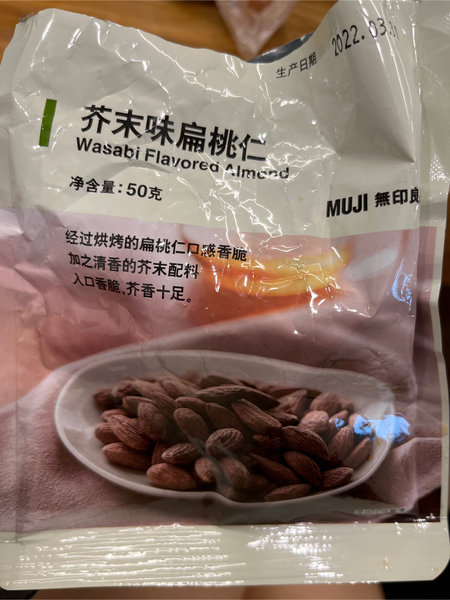 生产日期 2022.03.
芥末味扁桃仁
Wasabi Flavored Almond
净含量：50克
MUJI 無印良
经过烘烤的扁桃仁口感香脆
加之清香的芥末配料
入口香脆,芥香十足。